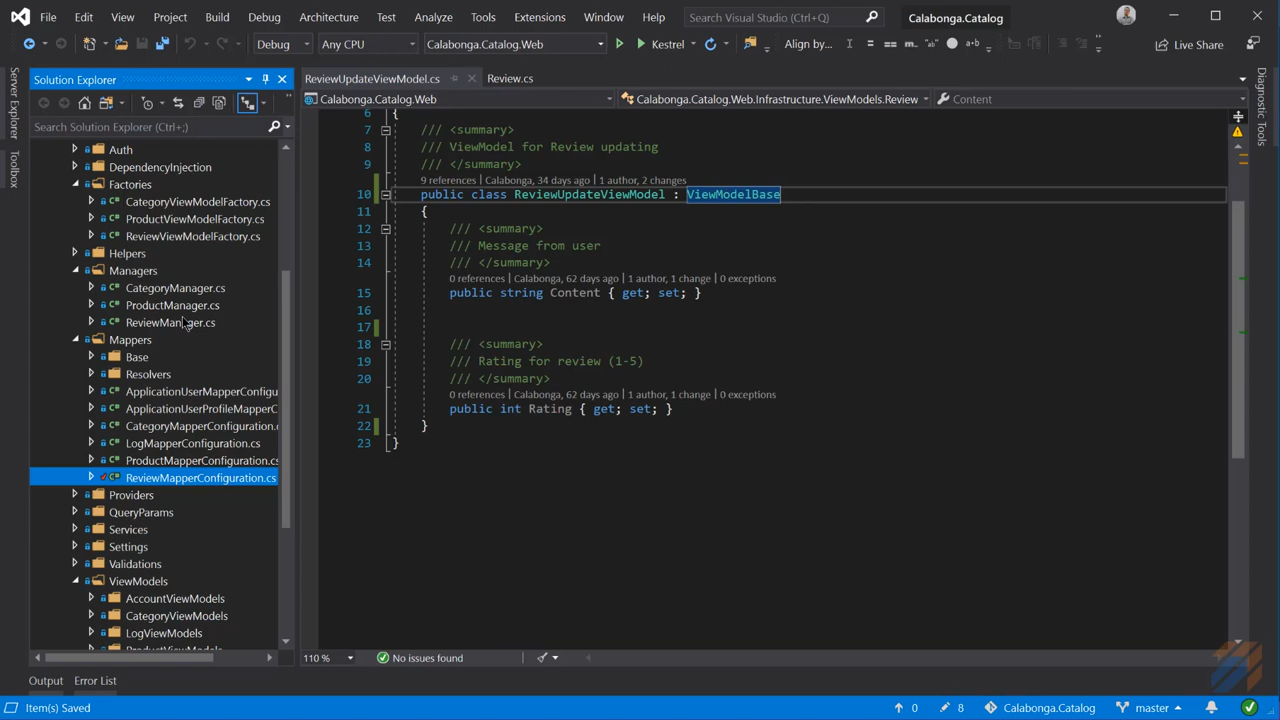 File Edit View Project Build Debug Architecture Test Analyze Tools Extensions Window Help Search Visual Studio (Ctrl+Q) Calabonga.Catalog
Debug Any CPU Calabonga.Catalog.Web Kestrel Align by... Live Share
Server Explorer
Toolbox
Solution Explorer
Search Solution Explorer (Ctrl+;)
Auth
DependencyInjection
Factories
CategoryViewModelFactory.cs
ProductViewModelFactory.cs
ReviewViewModelFactory.cs
Helpers
Managers
CategoryManager.cs
ProductManager.cs
ReviewManager.cs
Mappers
Base
Resolvers
ApplicationUserMapperConfigu
ApplicationUserProfileMapperC
CategoryMapperConfiguration.
LogMapperConfiguration.cs
ProductMapperConfiguration.cs
ReviewMapperConfiguration.cs
Providers
QueryParams
Services
Settings
Validations
ViewModels
AccountViewModels
CategoryViewModels
LogViewModels
ProductViewModels
ReviewUpdateViewModel.cs Review.cs
Calabonga.Catalog.Web Calabonga.Catalog.Web.Infrastructure.ViewModels.Review Content
6 {
7 /// <summary>
8 /// ViewModel for Review updating
9 /// </summary>
9 references | Calabonga, 34 days ago | 1 author, 2 changes
10 public class ReviewUpdateViewModel : ViewModelBase
11 {
12 /// <summary>
13 /// Message from user
14 /// </summary>
0 references | Calabonga, 62 days ago | 1 author, 1 change | 0 exceptions
15 public string Content { get; set; }
16
17
18 /// <summary>
19 /// Rating for review (1-5)
20 /// </summary>
0 references | Calabonga, 62 days ago | 1 author, 1 change | 0 exceptions
21 public int Rating { get; set; }
22 }
23 }
110 % No issues found
Diagnostic Tools
Output Error List
Item(s) Saved 0 8 Calabonga.Catalog master